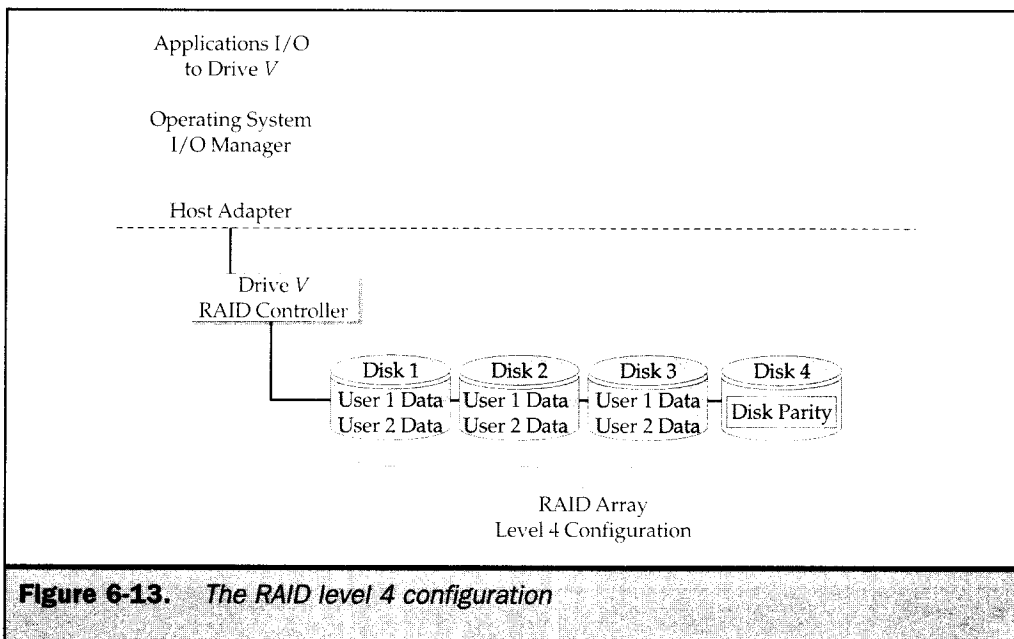 Applications I/O
to Drive V
Operating System
I/O Manager
Host Adapter
Drive V
RAID Controller
Disk 1
User 1 Data
User 2 Data
Disk 2
User 1 Data
User 2 Data
Disk 3
User 1 Data
User 2 Data
Disk 4
Disk Parity
RAID Array
Level 4 Configuration
Figure 6-13. The RAID level 4 configuration